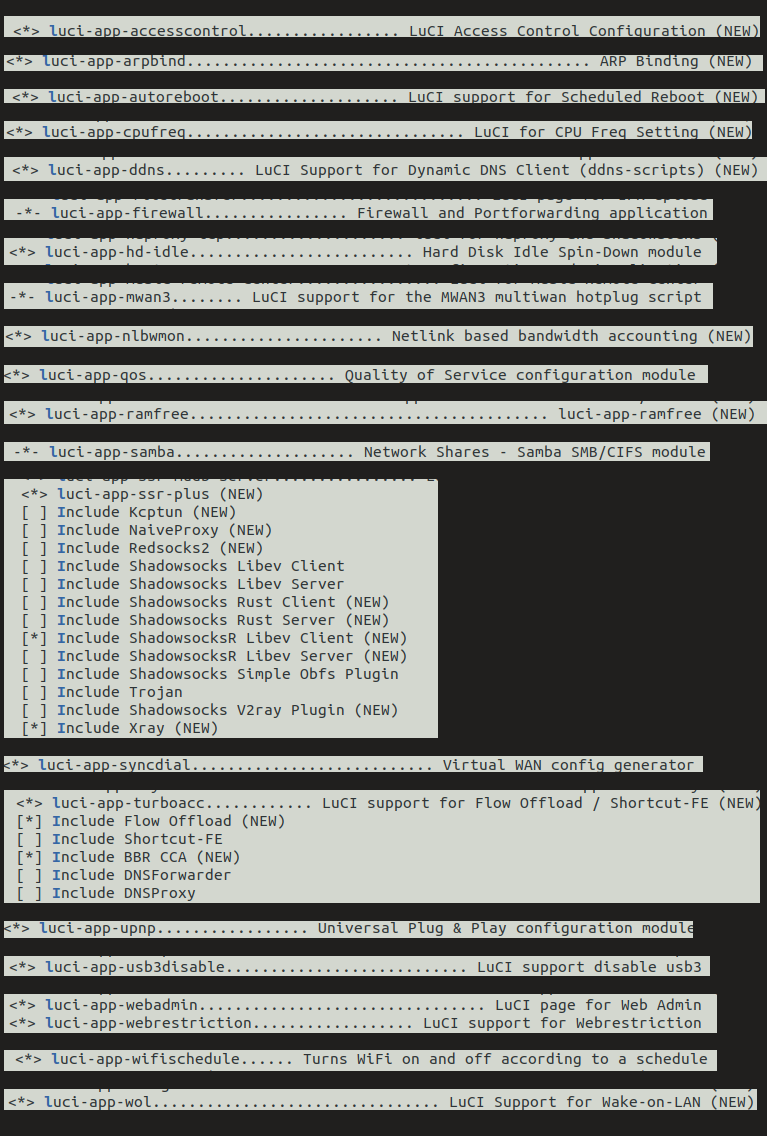 <*> luci-app-accesscontrol................. LuCI Access Control Configuration (NEW)
<*> luci-app-arpbind............................................. ARP Binding (NEW)
<*> luci-app-autoreboot.................... LuCI support for Scheduled Reboot (NEW)
<*> luci-app-cpufreq............................... LuCI for CPU Freq Setting (NEW)
<*> luci-app-ddns......... LuCI Support for Dynamic DNS Client (ddns-scripts) (NEW)
-*- luci-app-firewall................ Firewall and Portforwarding application
<*> luci-app-hd-idle.......................... Hard Disk Idle Spin-Down module
-*- luci-app-mwan3........ LuCI support for the MWAN3 multiwan hotplug script
<*> luci-app-nlbwmon...................... Netlink based bandwidth accounting (NEW)
<*> luci-app-qos..................... Quality of Service configuration module
<*> luci-app-ramfree........................................ luci-app-ramfree (NEW)
-*- luci-app-samba.................... Network Shares - Samba SMB/CIFS module
<*> luci-app-ssr-plus (NEW)
[ ] Include Kcptun (NEW)
[ ] Include NaiveProxy (NEW)
[ ] Include Redsocks2 (NEW)
[ ] Include Shadowsocks Libev Client
[ ] Include Shadowsocks Libev Server
[ ] Include Shadowsocks Rust Client (NEW)
[ ] Include Shadowsocks Rust Server (NEW)
[*] Include ShadowsocksR Libev Client (NEW)
[ ] Include ShadowsocksR Libev Server (NEW)
[ ] Include Shadowsocks Simple Obfs Plugin
[ ] Include Trojan
[ ] Include Shadowsocks V2ray Plugin (NEW)
[*] Include Xray (NEW)
<*> luci-app-syncdial........................... Virtual WAN config generator
<*> luci-app-turboacc............ LuCI support for Flow Offload / Shortcut-FE (NEW)
[*] Include Flow Offload (NEW)
[ ] Include Shortcut-FE
[*] Include BBR CCA (NEW)
[ ] Include DNSForwarder
[ ] Include DNSProxy
<*> luci-app-upnp................. Universal Plug & Play configuration module
<*> luci-app-usb3disable........................... LuCI support disable usb3
<*> luci-app-webadmin................................ LuCI page for Web Admin
<*> luci-app-webrestriction.................. LuCI support for Webrestriction
<*> luci-app-wifischedule...... Turns WiFi on and off according to a schedule
<*> luci-app-wol................................ LuCI Support for Wake-on-LAN (NEW)